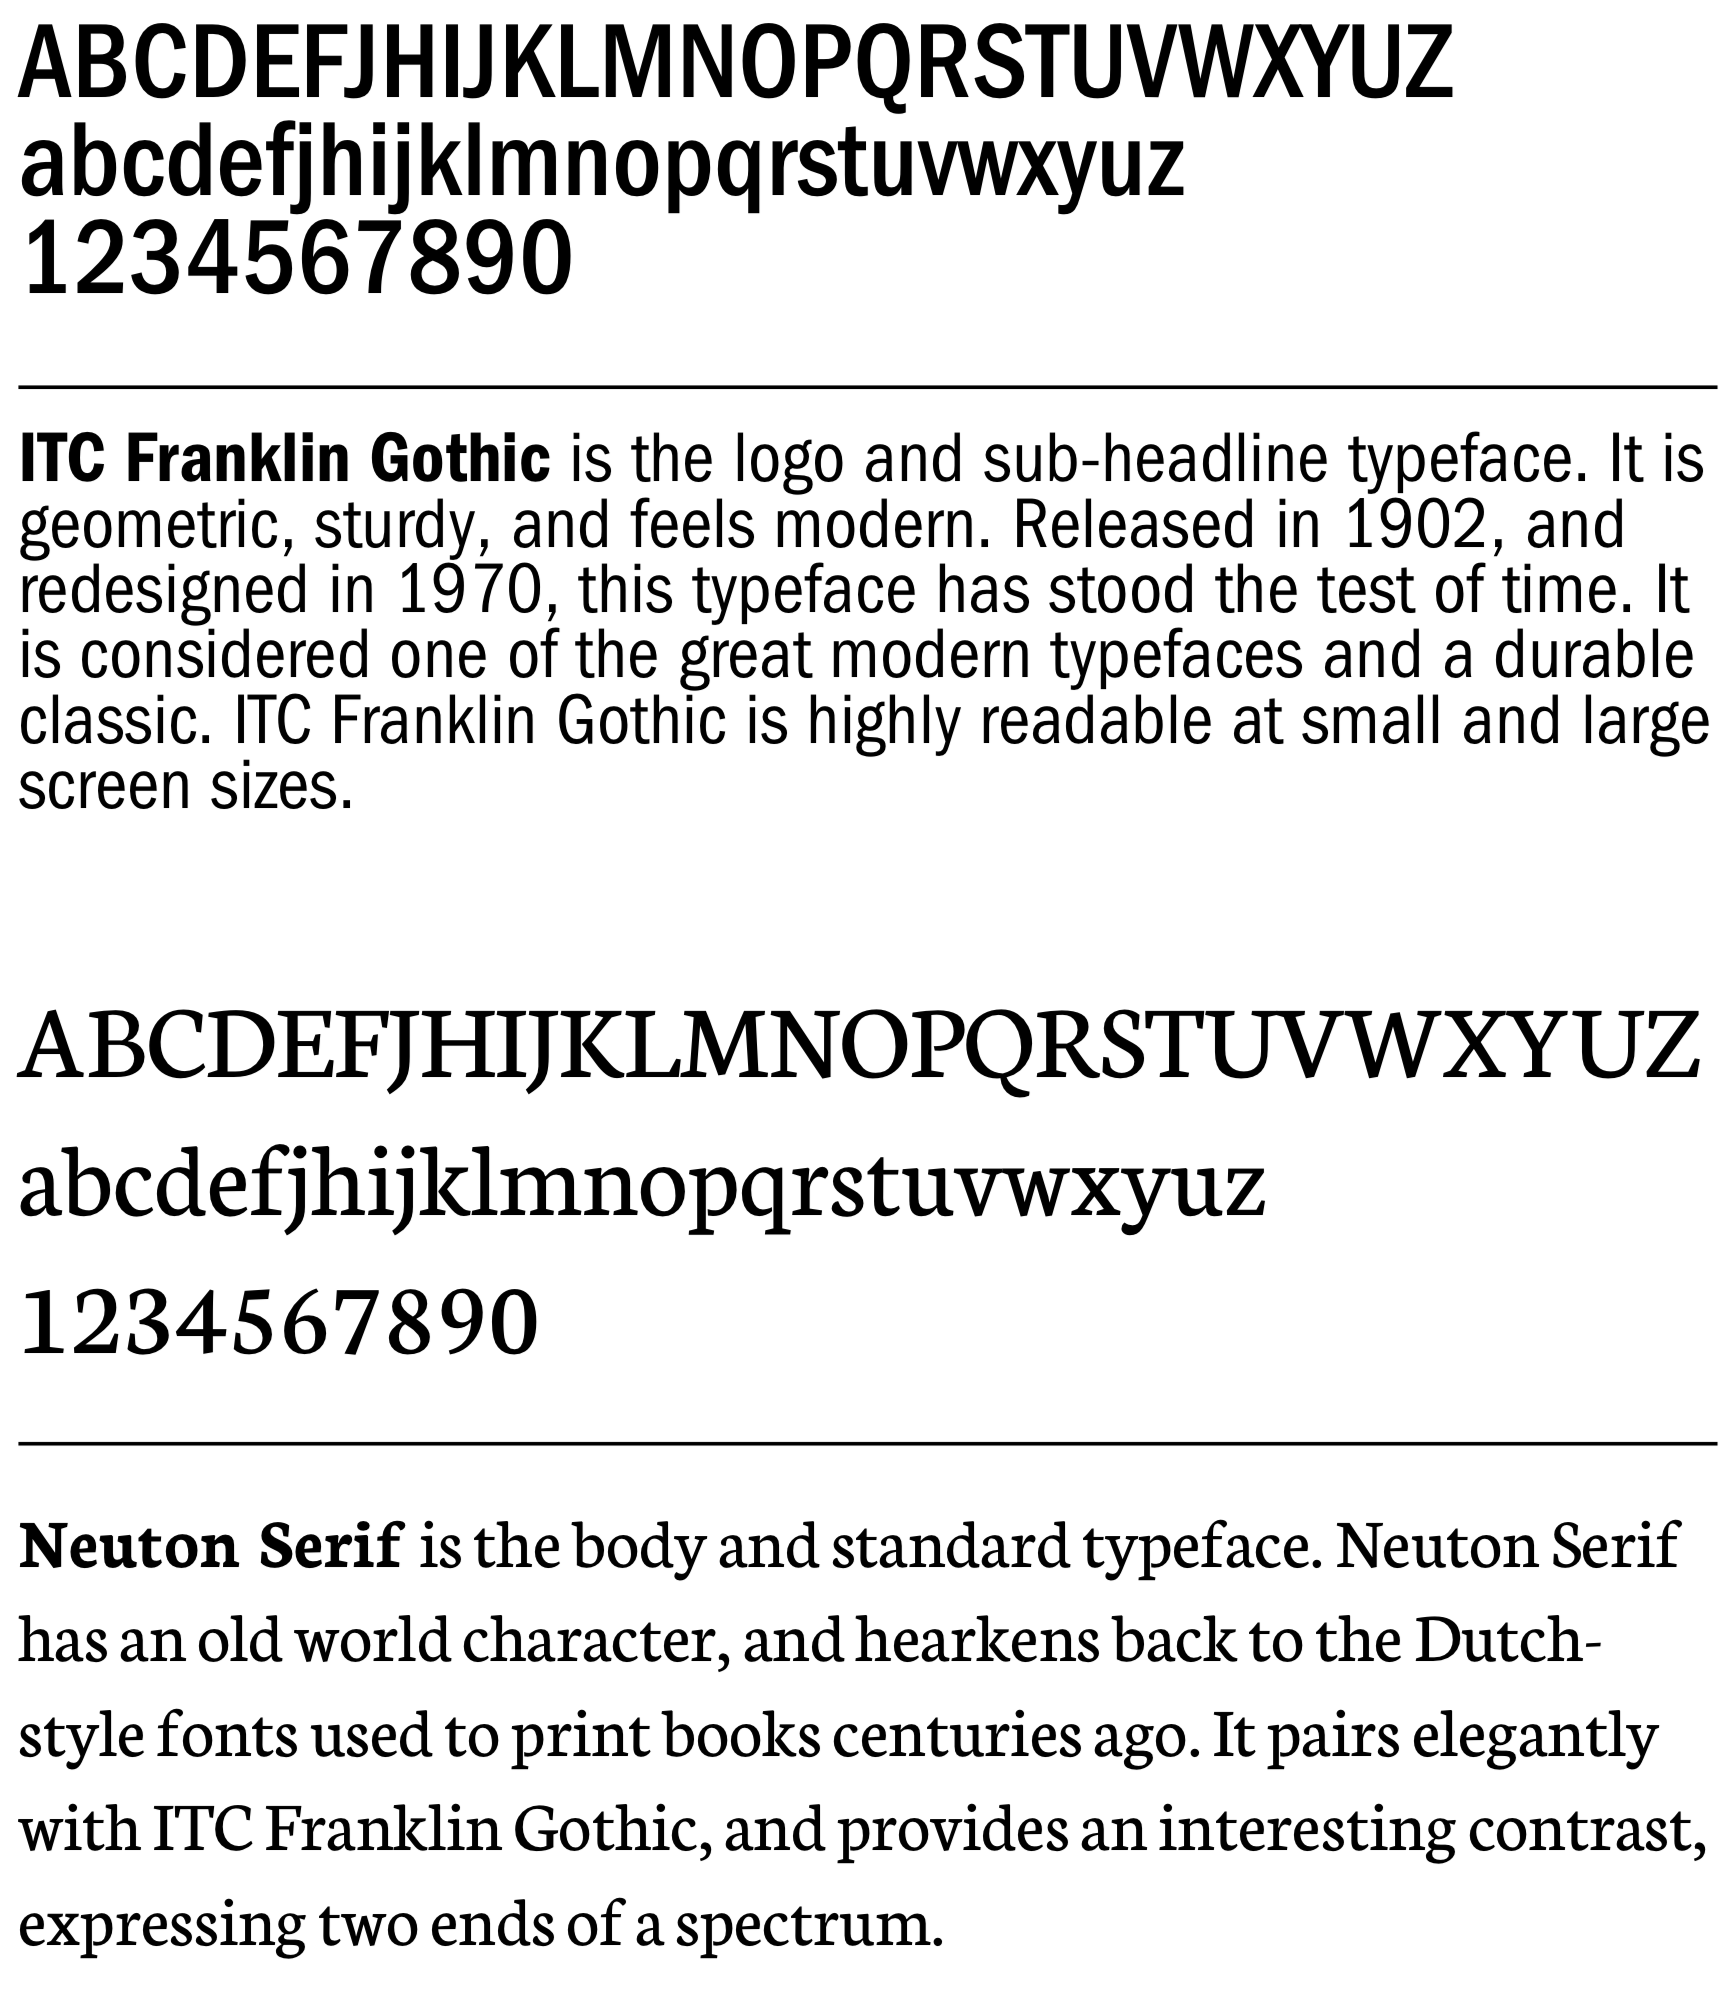 ABCDEFJHIJKLMNOPQRSTUVWXYUZ
abcdefjhijklmnopqrstuvwxyuz
1234567890
ITC Franklin Gothic is the logo and sub-headline typeface. It is
geometric, sturdy, and feels modern. Released in 1902, and
redesigned in 1970, this typeface has stood the test of time. It
is considered one of the great modern typefaces and a durable
classic. ITC Franklin Gothic is highly readable at small and large
screen sizes.
ABCDEFJHIJKLMNOPQRSTUVWXYUZ
abcdefjhijklmnopqrstuvwxyuz
1234567890
Neuton Serif is the body and standard typeface. Neuton Serif
has an old world character, and hearkens back to the Dutch-
style fonts used to print books centuries ago. It pairs elegantly
with ITC Franklin Gothic, and provides an interesting contrast,
expressing two ends of a spectrum.